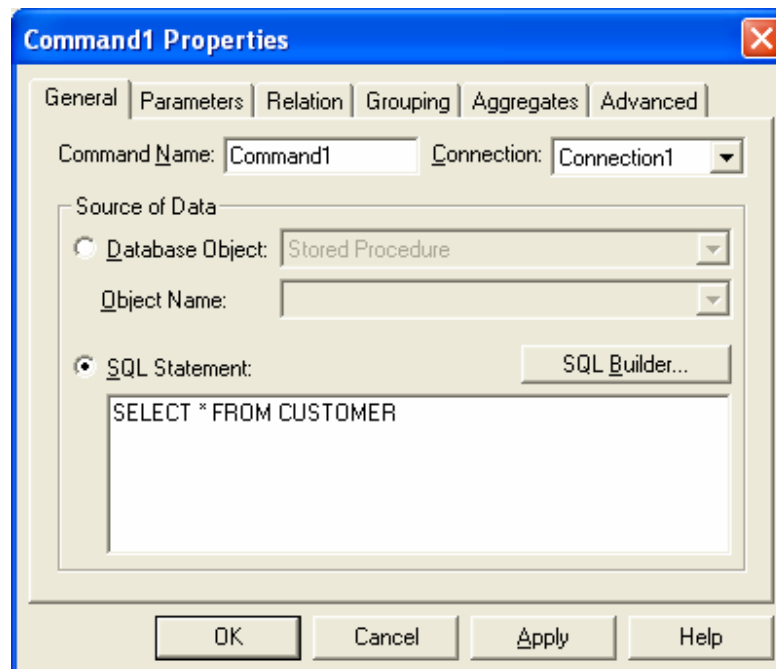 Command1 Properties
General Parameters Relation Grouping Aggregates Advanced
Command Name: Command1 Connection: Connection1
Source of Data
Database Object: Stored Procedure
Object Name:
SQL Statement: SQL Builder...
SELECT * FROM CUSTOMER
OK Cancel Apply Help